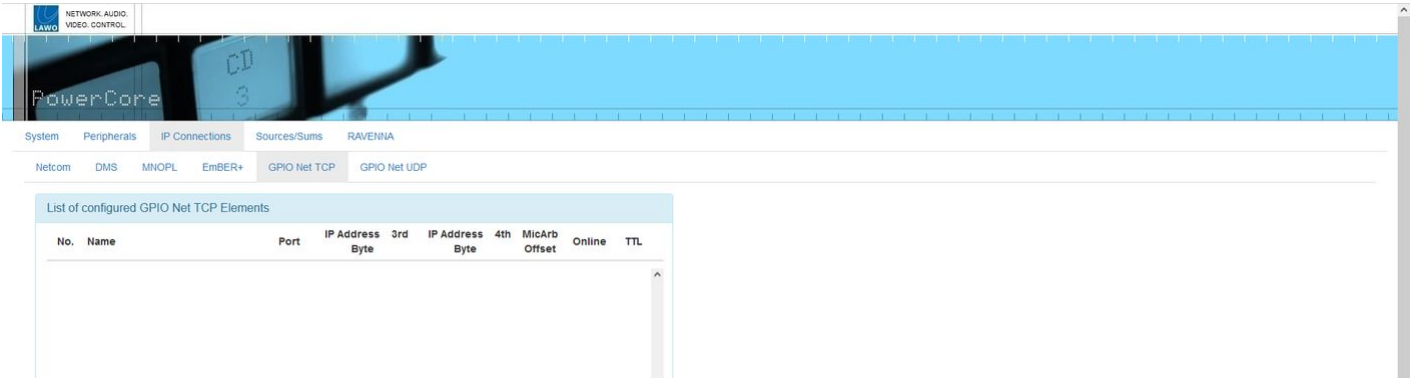 NETWORK. AUDIO.
VIDEO. CONTROL.
LAWO
CD
3
PowerCore
System Peripherals IP Connections Sources/Sums RAVENNA
Netcom DMS MNOPL EmBER+ GPIO Net TCP GPIO Net UDP
List of configured GPIO Net TCP Elements
No. Name Port IP Address 3rd Byte IP Address 4th Byte MicArb Offset Online TTL